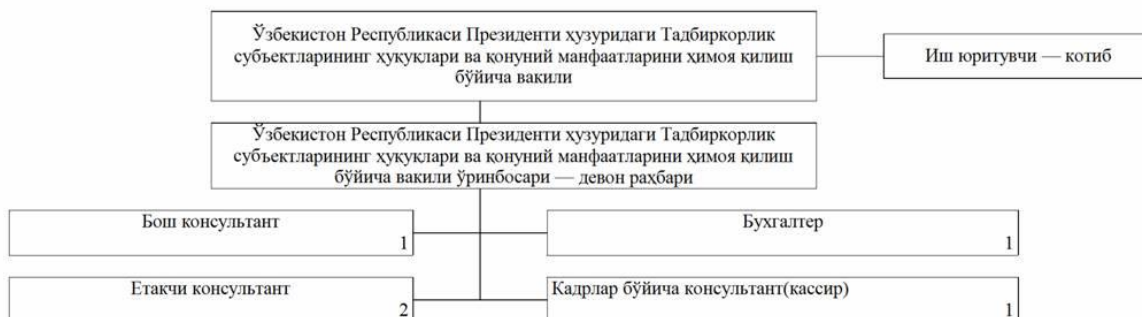 Ўзбекистон Республикаси Президенти ҳузуридаги Тадбиркорлик
субъектларининг ҳуқуқлари ва қонуний манфаатларини ҳимоя қилиш
бўйича вакили
Иш юритувчи — котиб
Ўзбекистон Республикаси Президенти ҳузуридаги Тадбиркорлик
субъектларининг ҳуқуқлари ва қонуний манфаатларини ҳимоя қилиш
бўйича вакили ўринбосари — девон раҳбари
Бош консультант
1
Бухгалтер
1
Етакчи консультант
2
Кадрлар бўйича консультант(кассир)
1